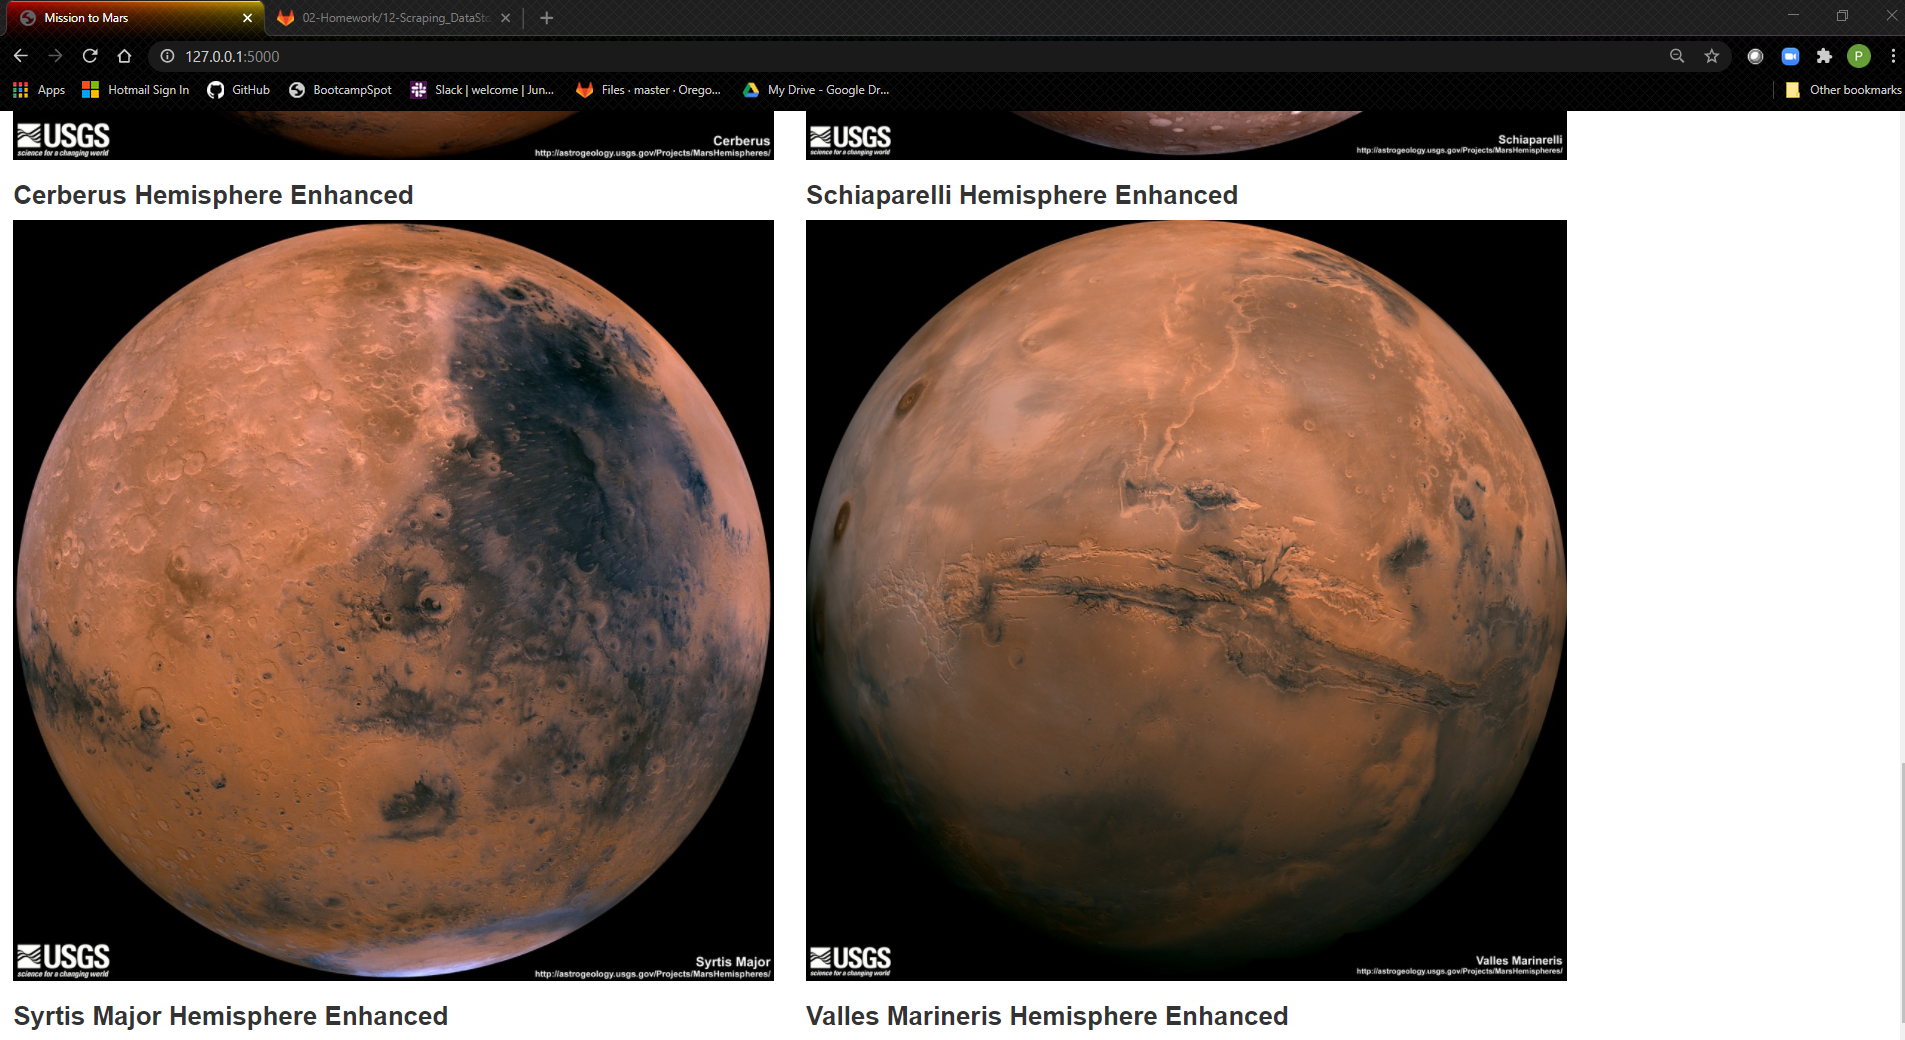 Mission to Mars
02-Homework/12-Scraping_DataSto
127.0.0.1:5000
Apps
Hotmail Sign In
GitHub
BootcampSpot
Slack | welcome | Jun...
Files · master · Orego...
My Drive - Google Dr...
Other bookmarks
P
USGS
science for a changing world
Cerberus
http://astrogeology.usgs.gov/Projects/MarsHemispheres/
USGS
science for a changing world
Schiaparelli
http://astrogeology.usgs.gov/Projects/MarsHemispheres/
Cerberus Hemisphere Enhanced
Schiaparelli Hemisphere Enhanced
USGS
science for a changing world
Syrtis Major
http://astrogeology.usgs.gov/Projects/MarsHemispheres/
USGS
science for a changing world
Valles Marineris
http://astrogeology.usgs.gov/Projects/MarsHemispheres/
Syrtis Major Hemisphere Enhanced
Valles Marineris Hemisphere Enhanced